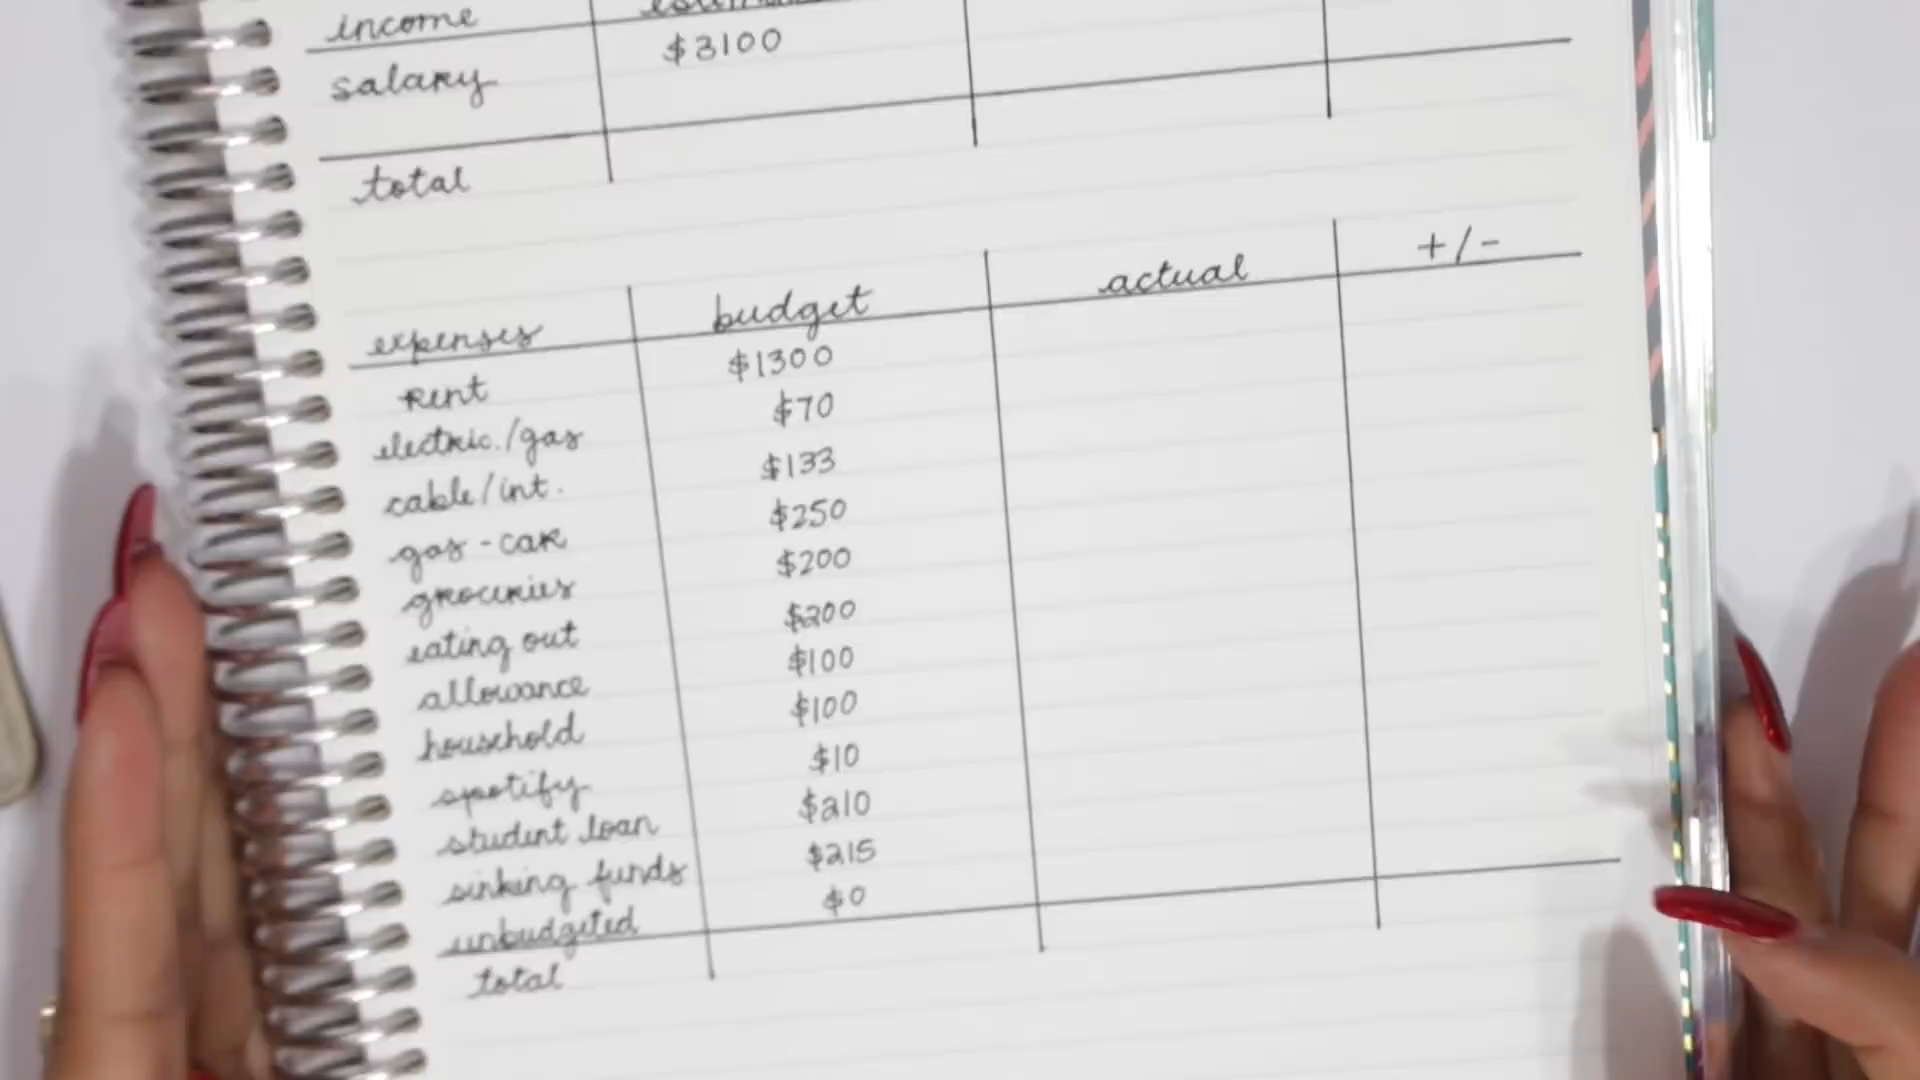 income
salary $3100
total
expenses budget actual +/-
rent $1300
electric./gas $70
cable/int. $133
gas - car $250
groceries $200
eating out $200
allowance $100
household $100
spotify $10
student loan $210
sinking funds $215
unbudgeted $0
total